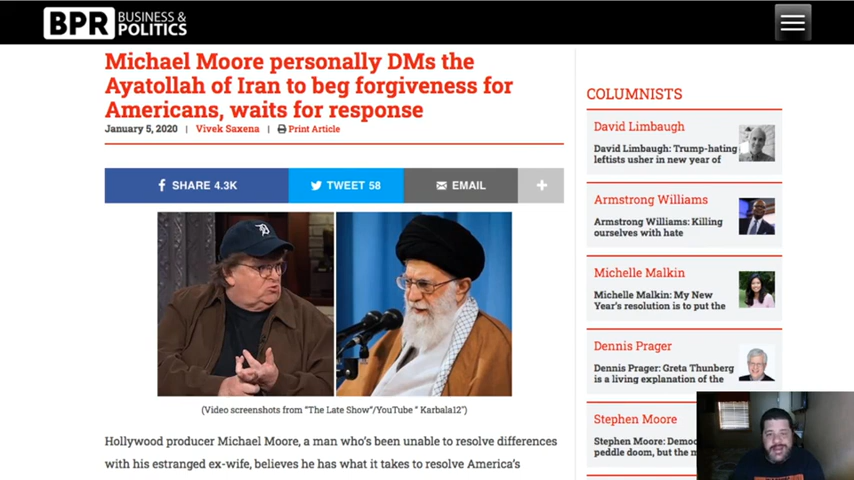 BPR BUSINESS &
POLITICS
Michael Moore personally DMs the
Ayatollah of Iran to beg forgiveness for
Americans, waits for response
January 5, 2020 | Vivek Saxena | Print Article
SHARE 4.3K
TWEET 58
EMAIL
+
(Video screenshots from "The Late Show"/YouTube " Karbala12")
Hollywood producer Michael Moore, a man who's been unable to resolve differences
with his estranged ex-wife, believes he has what it takes to resolve America's
COLUMNISTS
David Limbaugh
David Limbaugh: Trump-hating
leftists usher in new year of
Armstrong Williams
Armstrong Williams: Killing
ourselves with hate
Michelle Malkin
Michelle Malkin: My New
Year's resolution is to put the
Dennis Prager
Dennis Prager: Greta Thunberg
is a living explanation of the
Stephen Moore
Stephen Moore:
peddle doom, but the